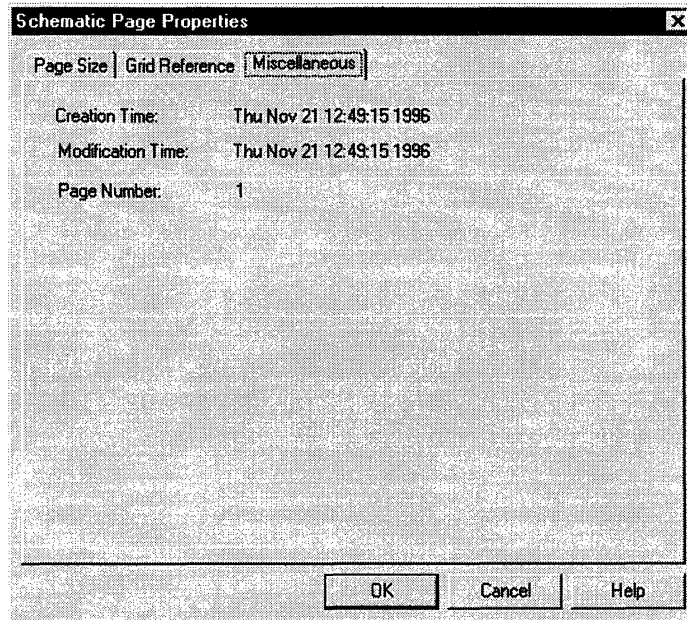 Schematic Page Properties
Page Size Grid Reference Miscellaneous
Creation Time: Thu Nov 21 12:49:15 1996
Modification Time: Thu Nov 21 12:49:15 1996
Page Number: 1
OK Cancel Help